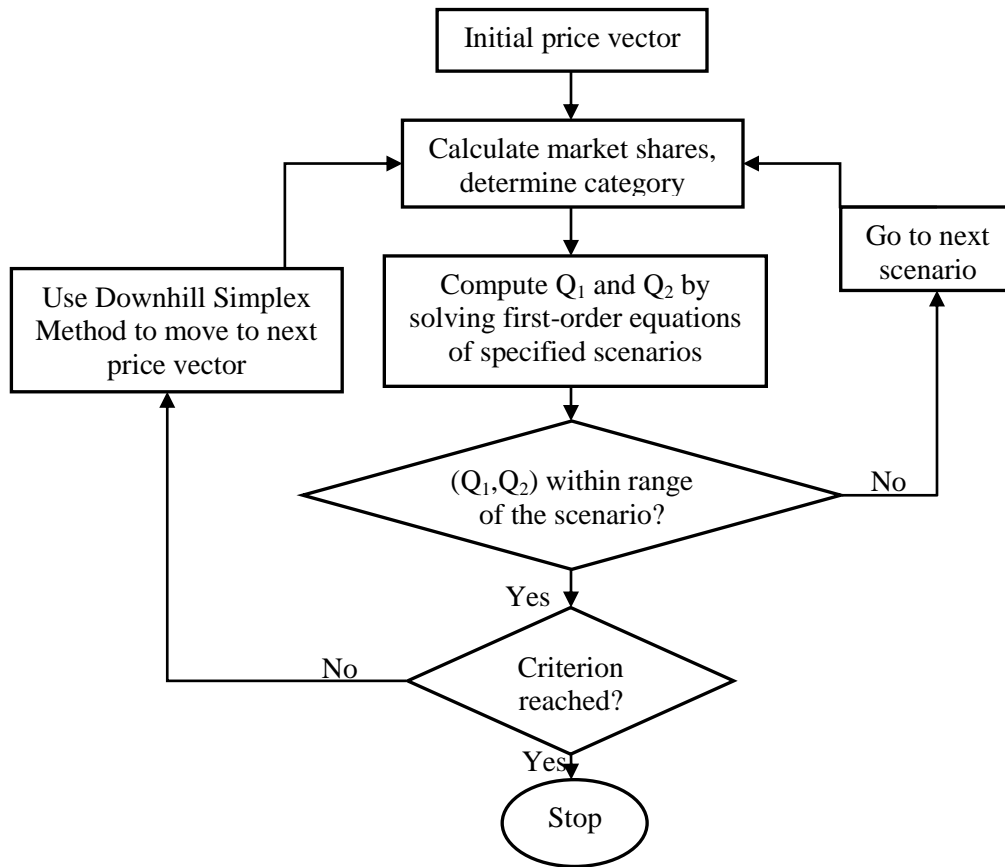 Initial price vector
Calculate market shares,
determine category
Go to next
scenario
Use Downhill Simplex
Method to move to next
price vector
Compute Q₁ and Q₂ by
solving first-order equations
of specified scenarios
(Q₁,Q₂) within range
of the scenario?
No
Yes
No
Criterion
reached?
Yes
Stop